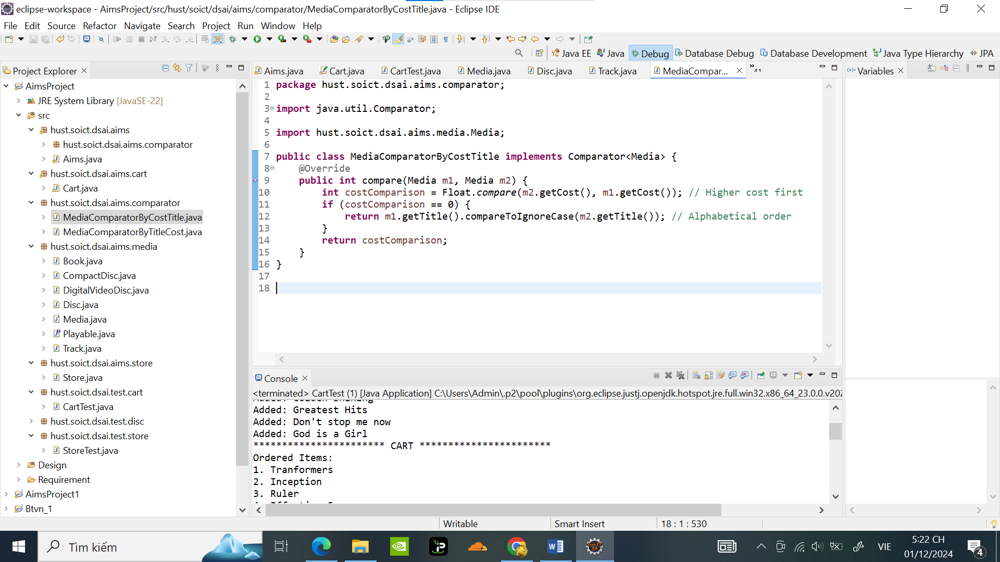 eclipse-workspace - AimsProject/src/hust/soict/dsai/aims/comparator/MediaComparatorByCostTitle.java - Eclipse IDE
File Edit Source Refactor Navigate Search Project Run Window Help
Java EE Java Debug Database Debug Database Development Java Type Hierarchy JPA
Project Explorer
AimsProject
JRE System Library [JavaSE-22]
src
hust.soict.dsai.aims
hust.soict.dsai.aims.comparator
Aims.java
hust.soict.dsai.aims.cart
Cart.java
hust.soict.dsai.aims.comparator
MediaComparatorByCostTitle.java
MediaComparatorByTitleCost.java
hust.soict.dsai.aims.media
Book.java
CompactDisc.java
DigitalVideoDisc.java
Disc.java
Media.java
Playable.java
Track.java
hust.soict.dsai.aims.store
Store.java
hust.soict.dsai.test.cart
CartTest.java
hust.soict.dsai.test.disc
hust.soict.dsai.test.store
StoreTest.java
Design
Requirement
AimsProject1
Btvn_1
Aims.java Cart.java CartTest.java Media.java Disc.java Track.java MediaCompar... »41
1 package hust.soict.dsai.aims.comparator;
2
3 import java.util.Comparator;
4
5 import hust.soict.dsai.aims.media.Media;
6
7 public class MediaComparatorByCostTitle implements Comparator<Media> {
8 @Override
9 public int compare(Media m1, Media m2) {
10 int costComparison = Float.compare(m2.getCost(), m1.getCost()); // Higher cost first
11 if (costComparison == 0) {
12 return m1.getTitle().compareToIgnoreCase(m2.getTitle()); // Alphabetical order
13 }
14 return costComparison;
15 }
16 }
17
18
(x)= Variables
Console
<terminated> CartTest (1) [Java Application] C:\Users\Admin\.p2\pool\plugins\org.eclipse.justj.openjdk.hotspot.jre.full.win32.x86_64_23.0.0.v202
Added: Greatest Hits
Added: Don't stop me now
Added: God is a Girl
*********************** CART ***********************
Ordered Items:
1. Tranformers
2. Inception
3. Ruler
Writable Smart Insert 18 : 1 : 530
Tìm kiếm
VIE
5:22 CH
01/12/2024
4